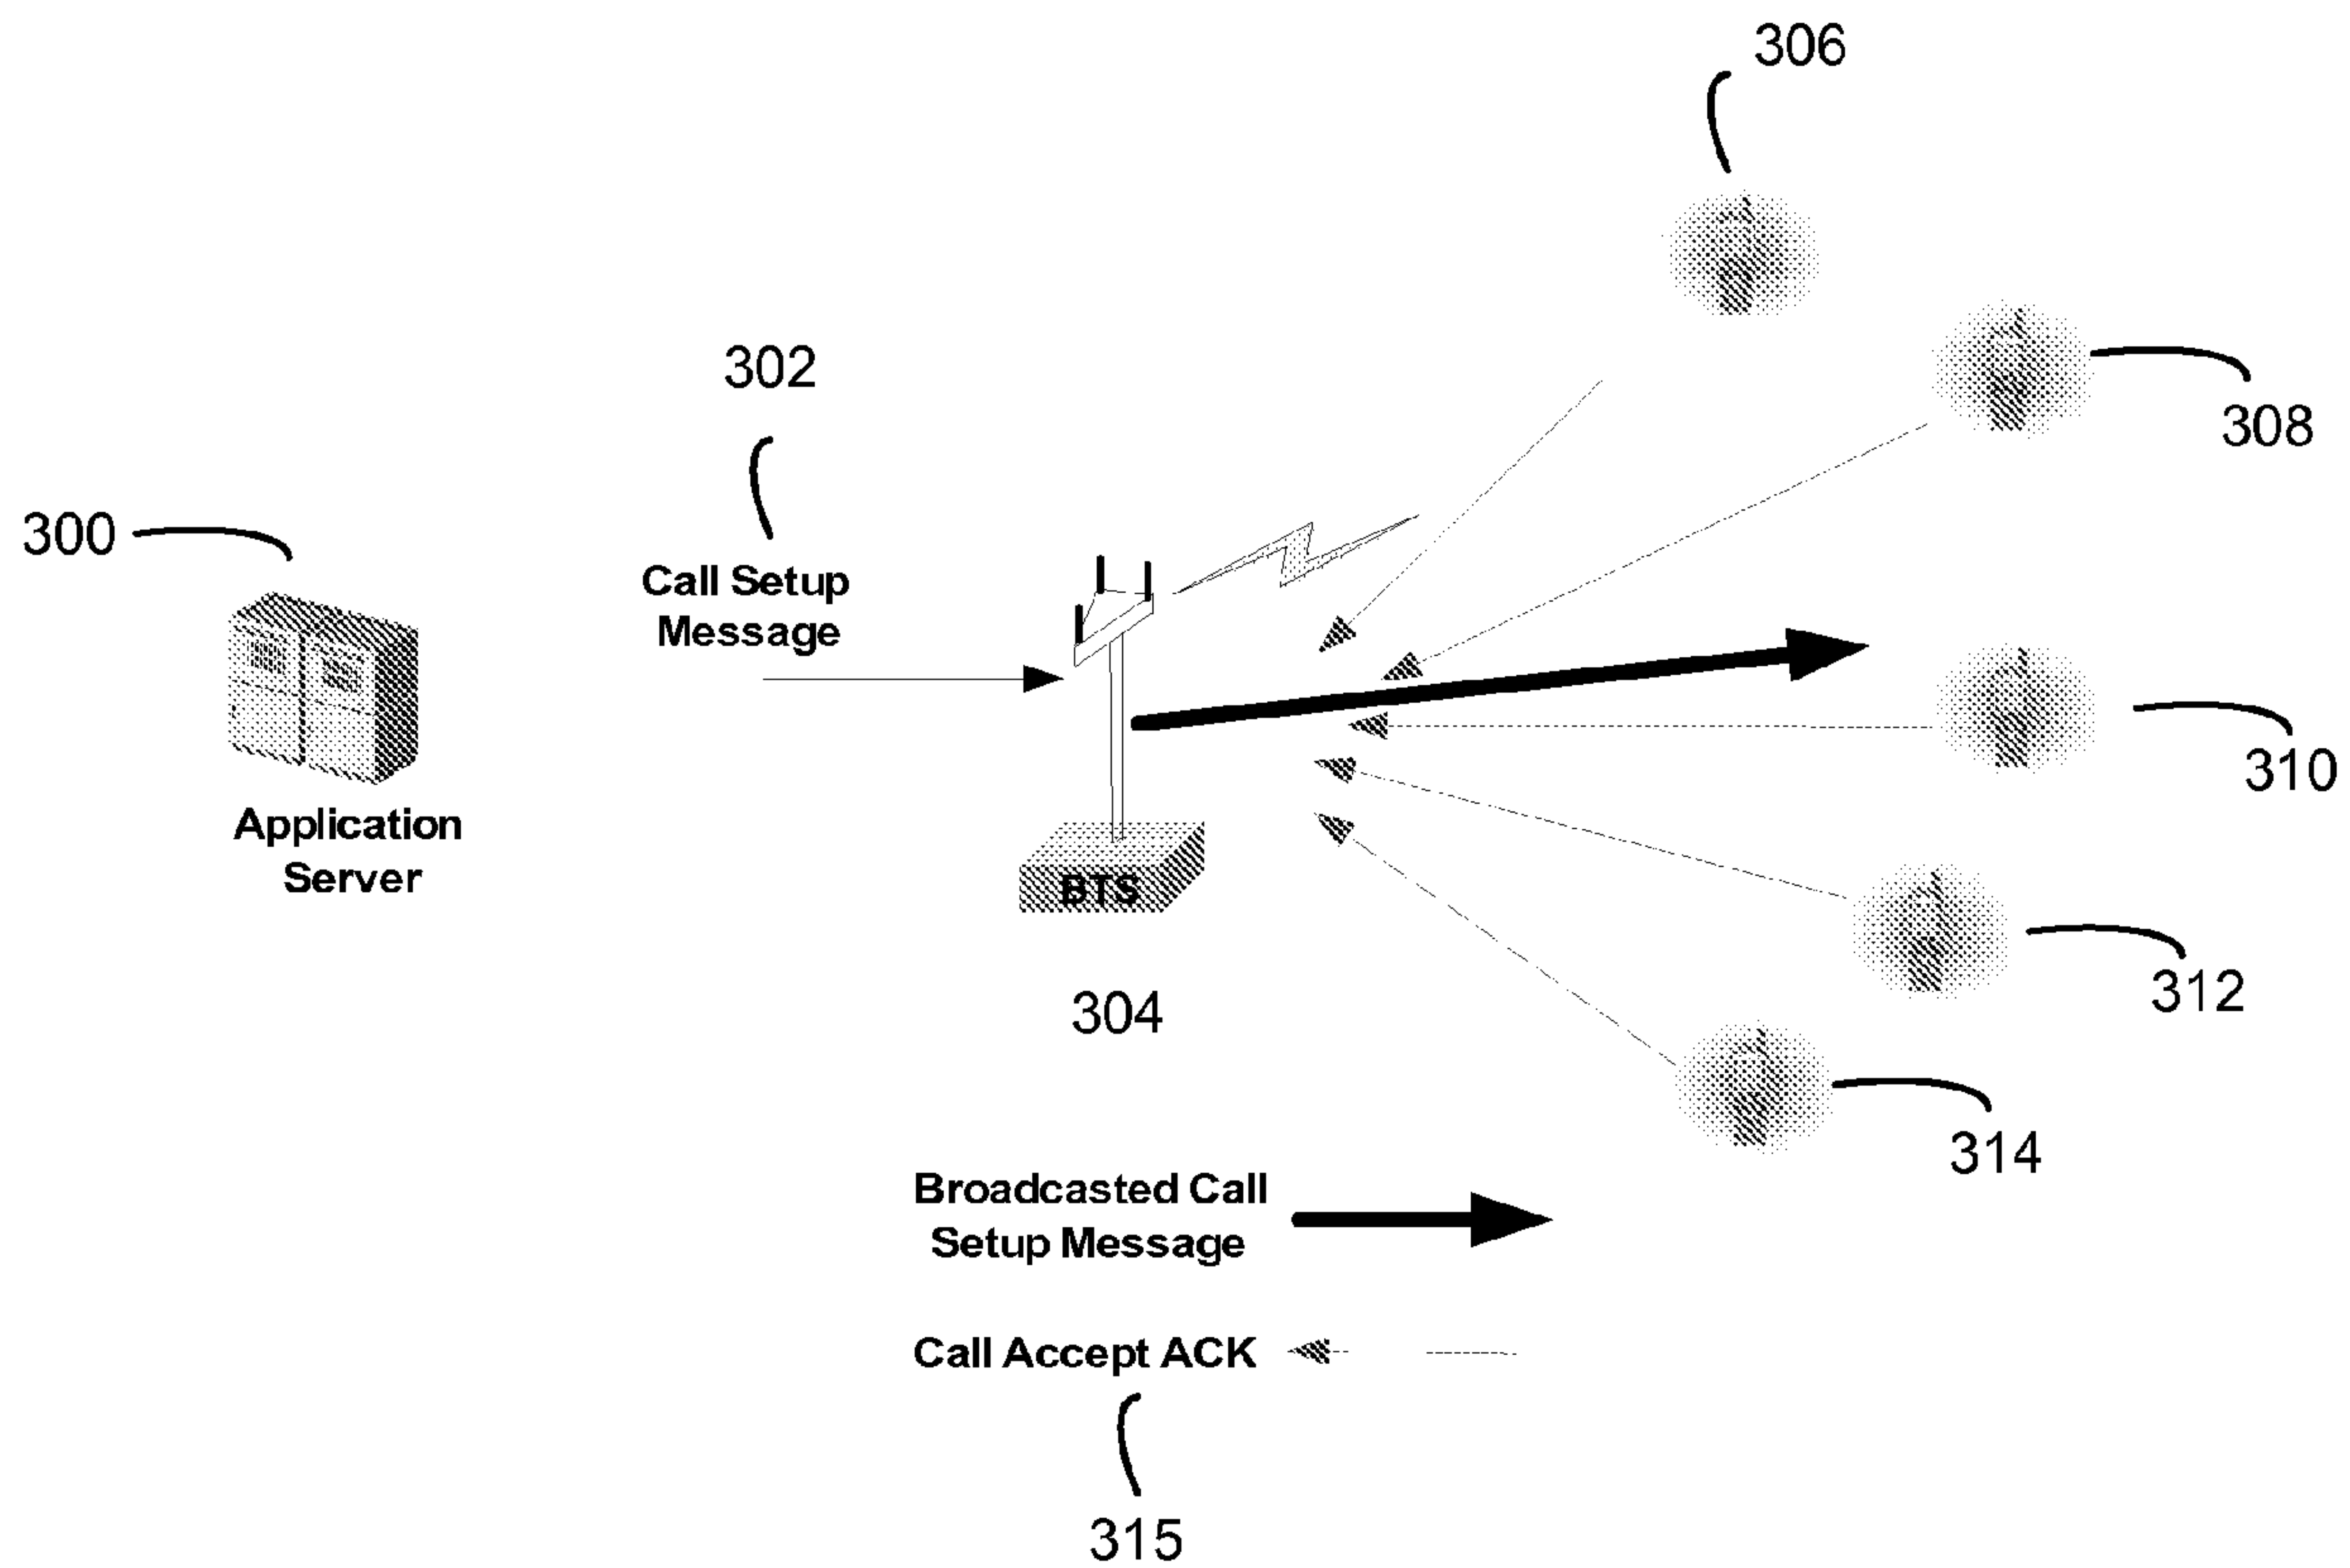 306
302
308
300
Call Setup
Message
310
Application
Server
BTS
312
304
314
Broadcasted Call
Setup Message
Call Accept ACK
315